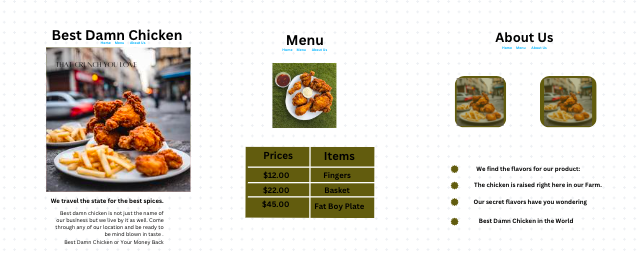 Best Damn Chicken
Home Menu About Us
THAT CRUNCH YOU LOVE
We travel the state for the best spices.
Best damn chicken is not just the name of
our business but we live by it as well. Come
through any of our location and be ready to
be mind blown in taste .
Best Damn Chicken or Your Money Back
Menu
Home Menu About Us
Prices Items
$12.00 Fingers
$22.00 Basket
$45.00 Fat Boy Plate
About Us
Home Menu About Us
We find the flavors for our product:
The chicken is raised right here in our Farm.
Our secret flavors have you wondering
Best Damn Chicken in the World